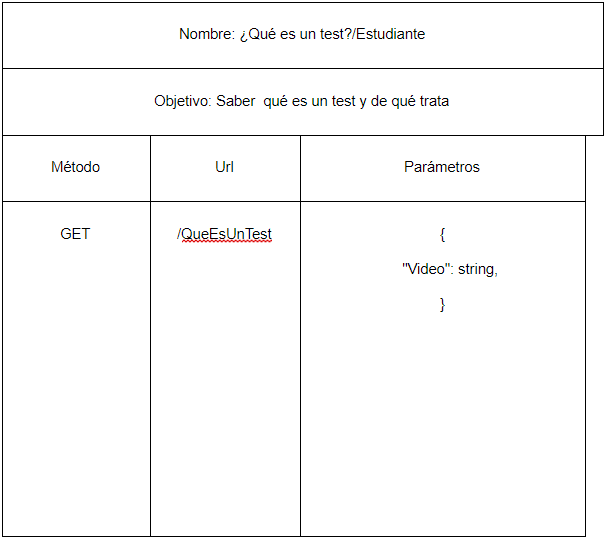 Nombre: ¿Qué es un test?/Estudiante
Objetivo: Saber  qué es un test y de qué trata
Método
Url
Parámetros
GET
/QueEsUnTest
{
"Video": string,
}